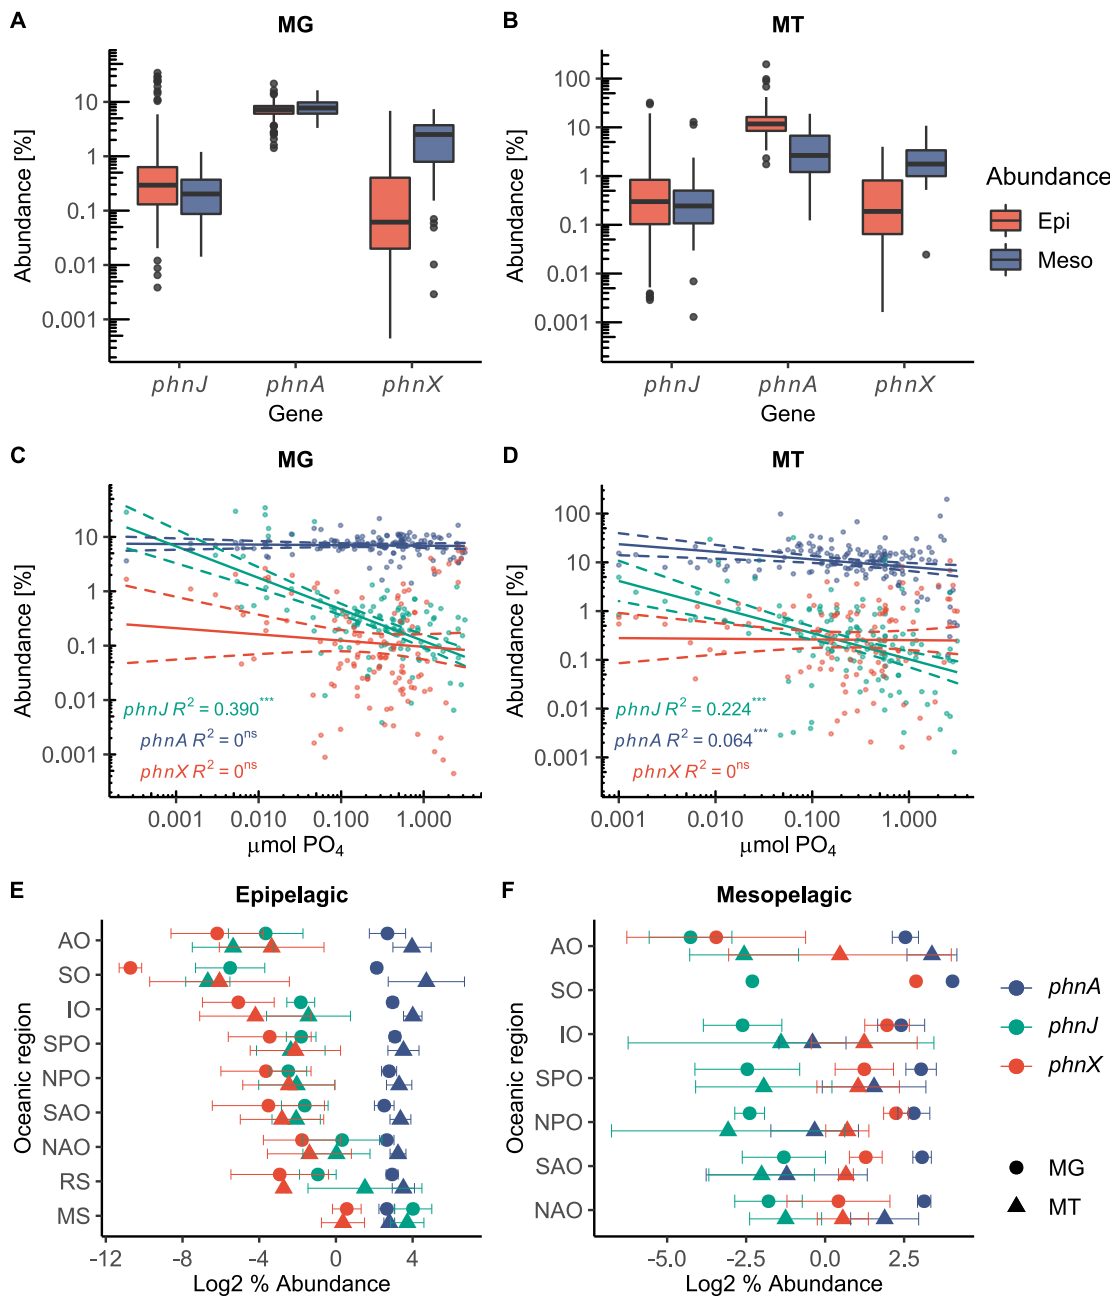 A
MG
Abundance [%]
10
1
0.1
0.01
0.001
phnJ
phnA
phnX
Gene
B
MT
Abundance [%]
100
10
1
0.1
0.01
0.001
phnJ
phnA
phnX
Gene
Abundance
Epi
Meso
C
MG
Abundance [%]
10
1
0.1
0.01
0.001
phnJ R² = 0.390***
phnA R² = 0ns
phnX R² = 0ns
0.001
0.010
0.100
1.000
μmol PO₄
D
MT
Abundance [%]
100
10
1
0.1
0.01
0.001
phnJ R² = 0.224***
phnA R² = 0.064***
phnX R² = 0ns
0.001
0.010
0.100
1.000
μmol PO₄
E
Epipelagic
Oceanic region
AO
SO
IO
SPO
NPO
SAO
NAO
RS
MS
−12
−8
−4
0
4
Log2 % Abundance
F
Mesopelagic
Oceanic region
AO
SO
IO
SPO
NPO
SAO
NAO
−5.0
−2.5
0.0
2.5
Log2 % Abundance
phnA
phnJ
phnX
MG
MT